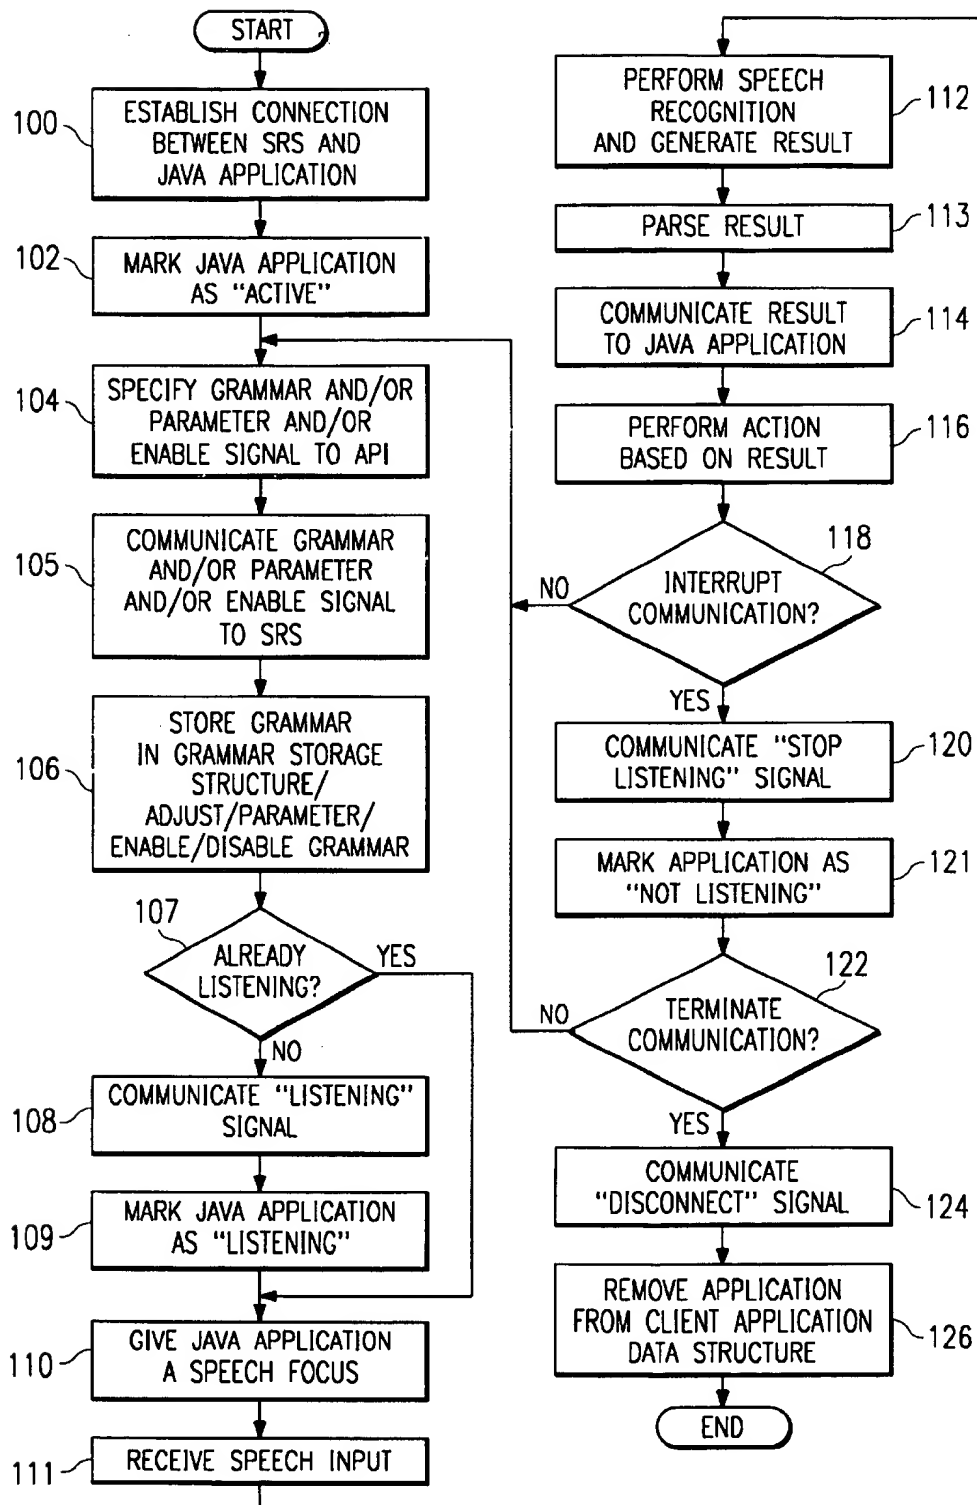 START
100
ESTABLISH CONNECTION
BETWEEN SRS AND
JAVA APPLICATION
102
MARK JAVA APPLICATION
AS "ACTIVE"
104
SPECIFY GRAMMAR AND/OR
PARAMETER AND/OR
ENABLE SIGNAL TO API
105
COMMUNICATE GRAMMAR
AND/OR PARAMETER
AND/OR ENABLE SIGNAL
TO SRS
106
STORE GRAMMAR
IN GRAMMAR STORAGE
STRUCTURE/
ADJUST/PARAMETER/
ENABLE/DISABLE GRAMMAR
107
ALREADY
LISTENING?
YES
NO
108
COMMUNICATE "LISTENING"
SIGNAL
109
MARK JAVA APPLICATION
AS "LISTENING"
110
GIVE JAVA APPLICATION
A SPEECH FOCUS
111
RECEIVE SPEECH INPUT
PERFORM SPEECH
RECOGNITION
AND GENERATE RESULT
112
PARSE RESULT
113
COMMUNICATE RESULT
TO JAVA APPLICATION
114
PERFORM ACTION
BASED ON RESULT
116
118
INTERRUPT
COMMUNICATION?
NO
YES
COMMUNICATE "STOP
LISTENING" SIGNAL
120
MARK APPLICATION AS
"NOT LISTENING"
121
122
TERMINATE
COMMUNICATION?
NO
YES
COMMUNICATE
"DISCONNECT" SIGNAL
124
REMOVE APPLICATION
FROM CLIENT APPLICATION
DATA STRUCTURE
126
END